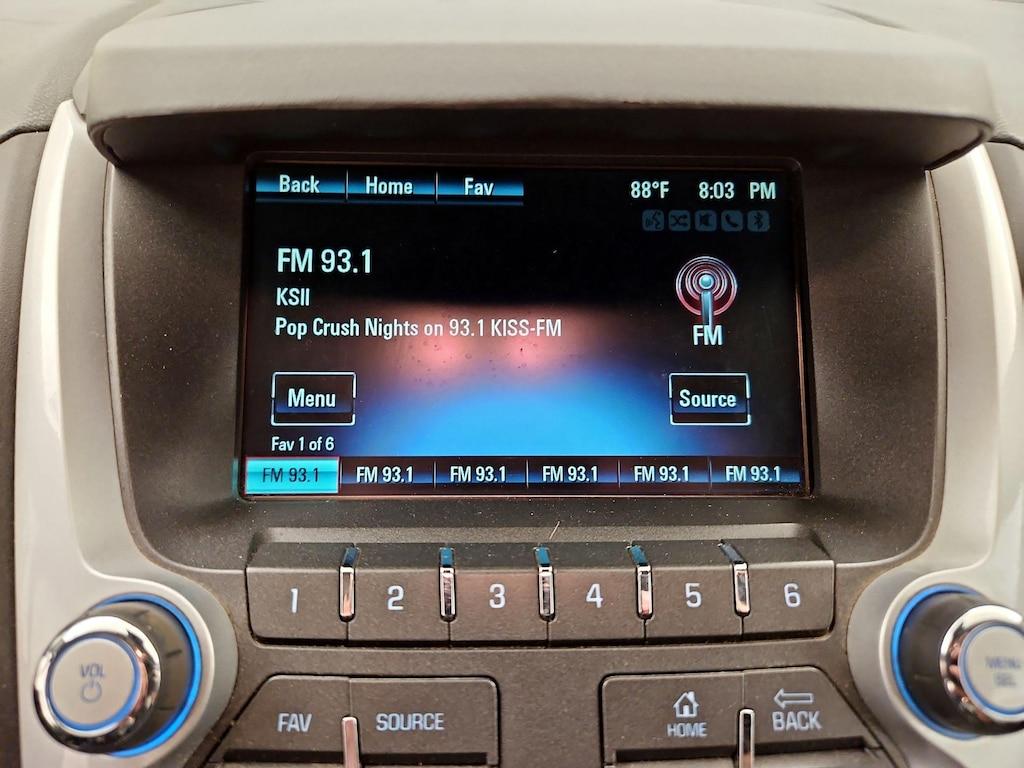 Back Home Fav 88°F 8:03 PM
FM 93.1
KSII
Pop Crush Nights on 93.1 KISS-FM
FM
Menu Source
Fav 1 of 6
FM 93.1 FM 93.1 FM 93.1 FM 93.1 FM 93.1 FM 93.1
1 2 3 4 5 6
VOL
MENU
SEL
FAV SOURCE HOME BACK